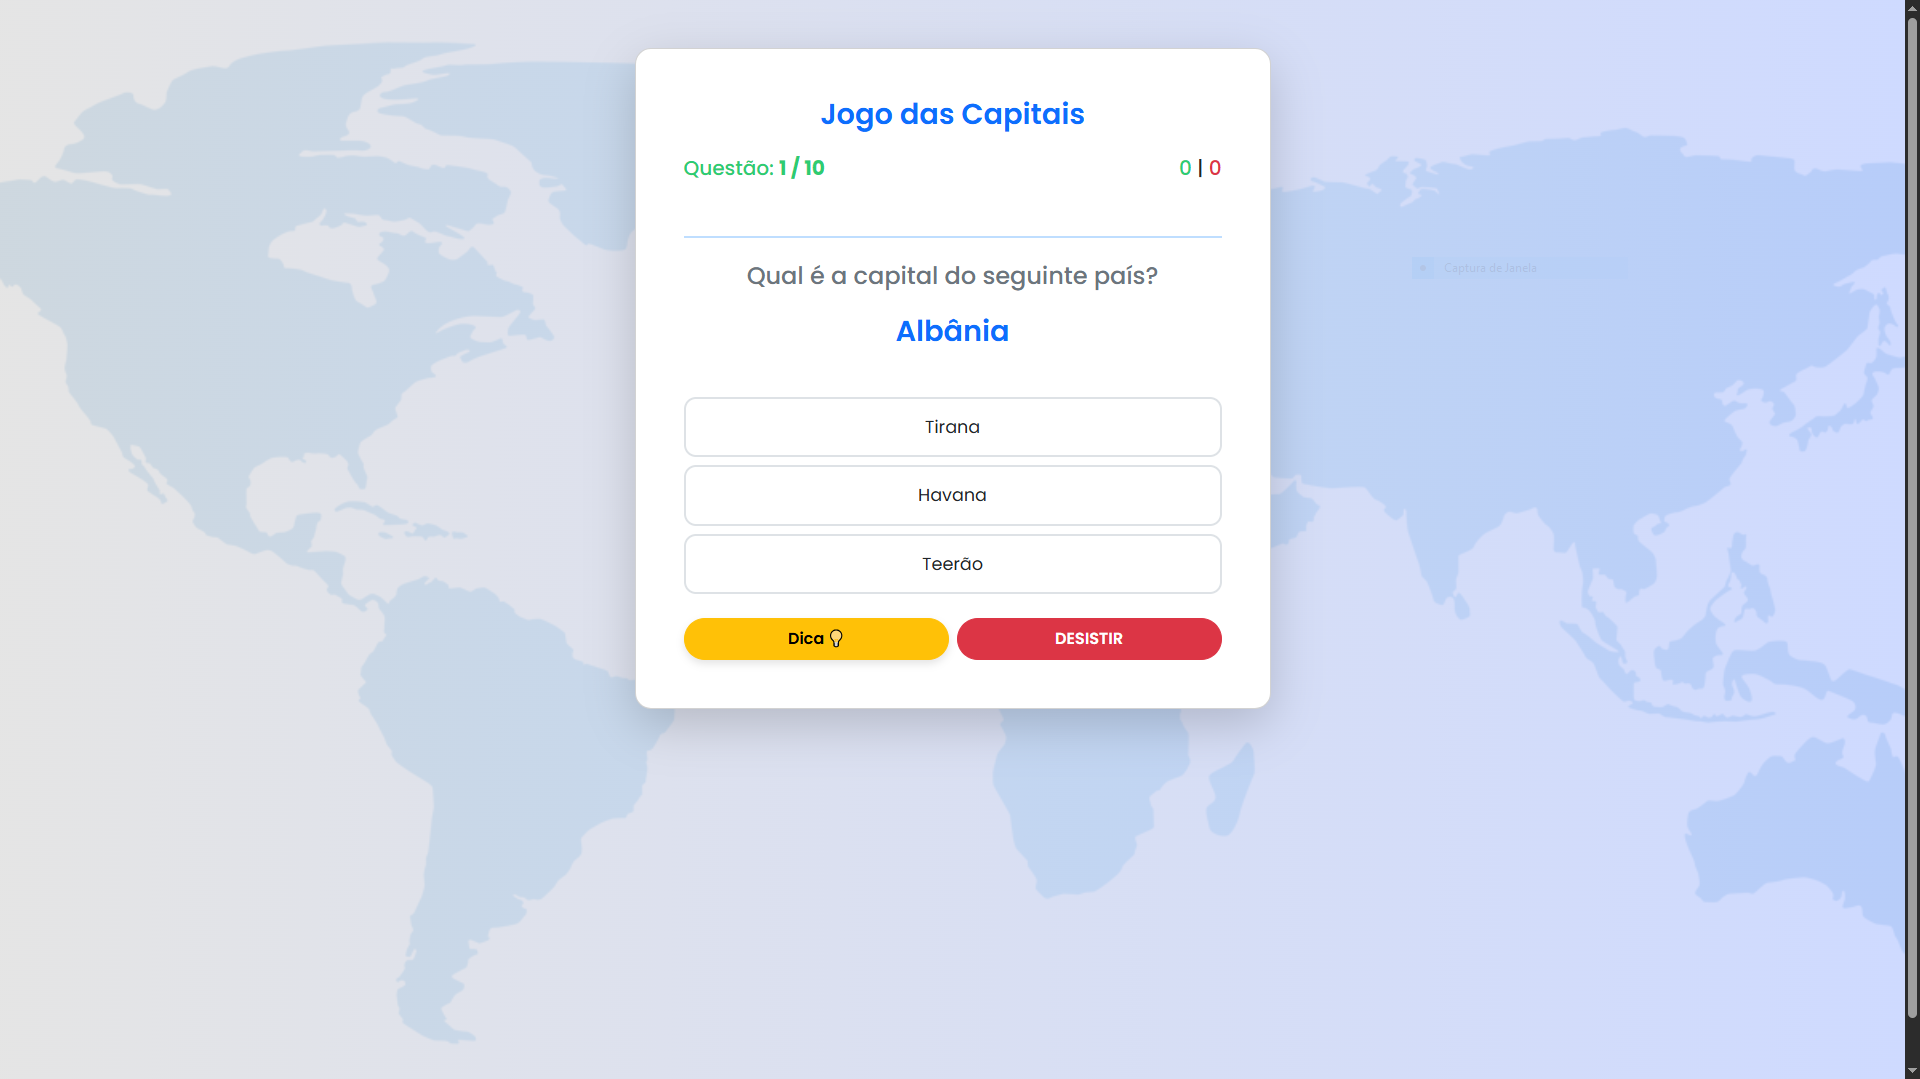 Jogo das Capitais
Questão: 1 / 10
0 | 0
Qual é a capital do seguinte país?
Albânia
Captura de Janela
Tirana
Havana
Teerão
Dica
DESISTIR